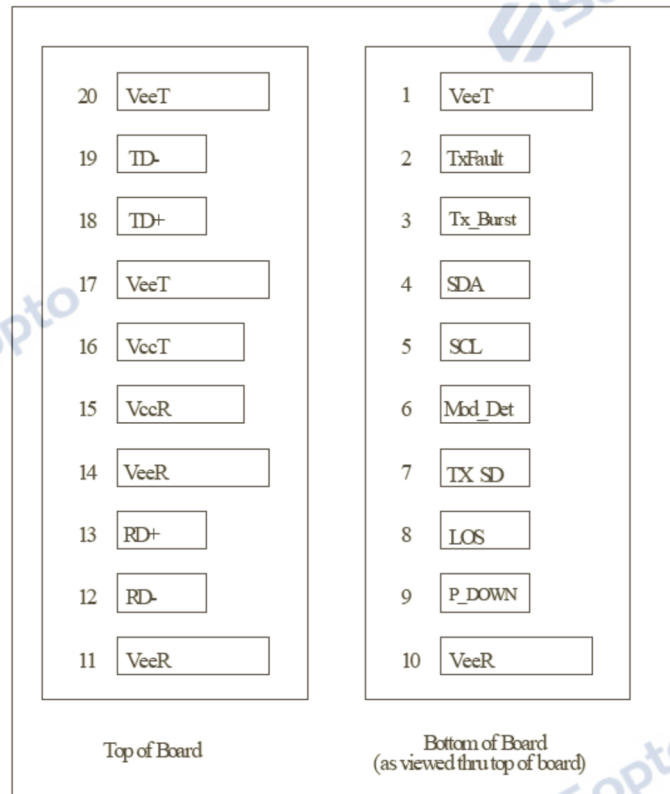 20 VeeT
19 TD-
18 TD+
17 VeeT
16 VccT
15 VccR
14 VeeR
13 RD+
12 RD-
11 VeeR
Top of Board
1 VeeT
2 TxFault
3 Tx_Burst
4 SDA
5 SCL
6 Mod_Det
7 TX SD
8 LOS
9 P_DOWN
10 VeeR
Bottom of Board
(as viewed thru top of board)